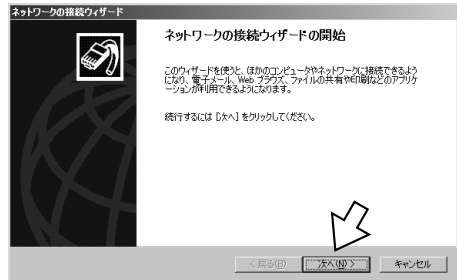 ネットワークの接続ウィザード
ネットワークの接続ウィザードの開始
このウィザードを使うと、ほかのコンピュータやネットワークに接続できるよう
になり、電子メール、Web ブラウズ、ファイルの共有や印刷などのアプリケ
ーションが利用できるようになります。
続行するには [次へ] をクリックしてください。
< 戻る(B)
次へ(N) >
キャンセル